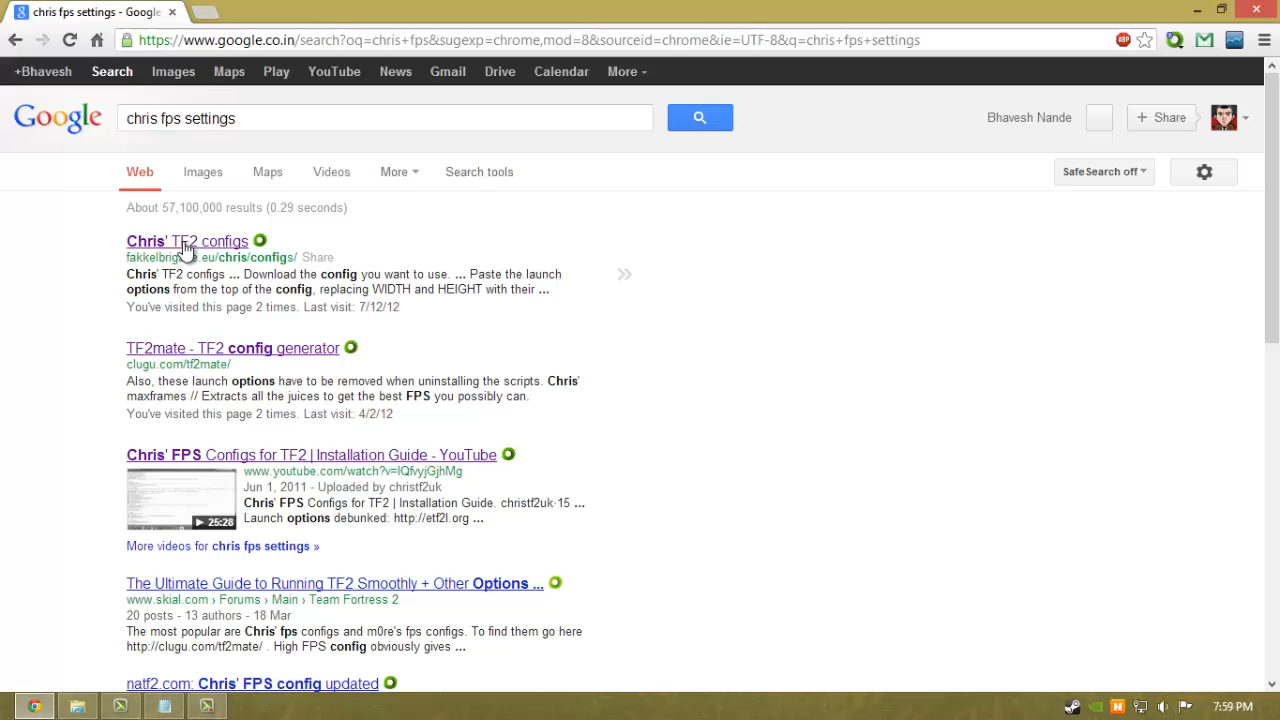 chris fps settings - Google
https://www.google.co.in/search?oq=chris+fps&sugexp=chrome,mod=8&sourceid=chrome&ie=UTF-8&q=chris+fps+settings
ABP
+Bhavesh Search Images Maps Play YouTube News Gmail Drive Calendar More
Google
chris fps settings
Bhavesh Nande
+ Share
Web Images Maps Videos More Search tools
SafeSearch off
About 57,100,000 results (0.29 seconds)
Chris' TF2 configs
.eu/chris/configs/ Share
Chris' TF2 configs ... Download the config you want to use. ... Paste the launch
options from the top of the config, replacing WIDTH and HEIGHT with their ...
You've visited this page 2 times. Last visit: 7/12/12
TF2mate - TF2 config generator
clugu.com/tf2mate/
Also, these launch options have to be removed when uninstalling the scripts. Chris'
maxframes // Extracts all the juices to get the best FPS you possibly can.
You've visited this page 2 times. Last visit: 4/2/12
Chris' FPS Configs for TF2 | Installation Guide - YouTube
www.youtube.com/watch?v=IQfvyjGjhMg
Jun 1, 2011 - Uploaded by christf2uk
Chris' FPS Configs for TF2 | Installation Guide. christf2uk·15 ...
Launch options debunked: http://etf2l.org ...
25:28
More videos for chris fps settings »
The Ultimate Guide to Running TF2 Smoothly + Other Options ...
www.skial.com › Forums › Main › Team Fortress 2
20 posts - 13 authors - 18 Mar
The most popular are Chris' fps configs and m0re's fps configs. To find them go here
http://clugu.com/tf2mate/ . High FPS config obviously gives ...
natf2.com: Chris' FPS config updated
7:59 PM